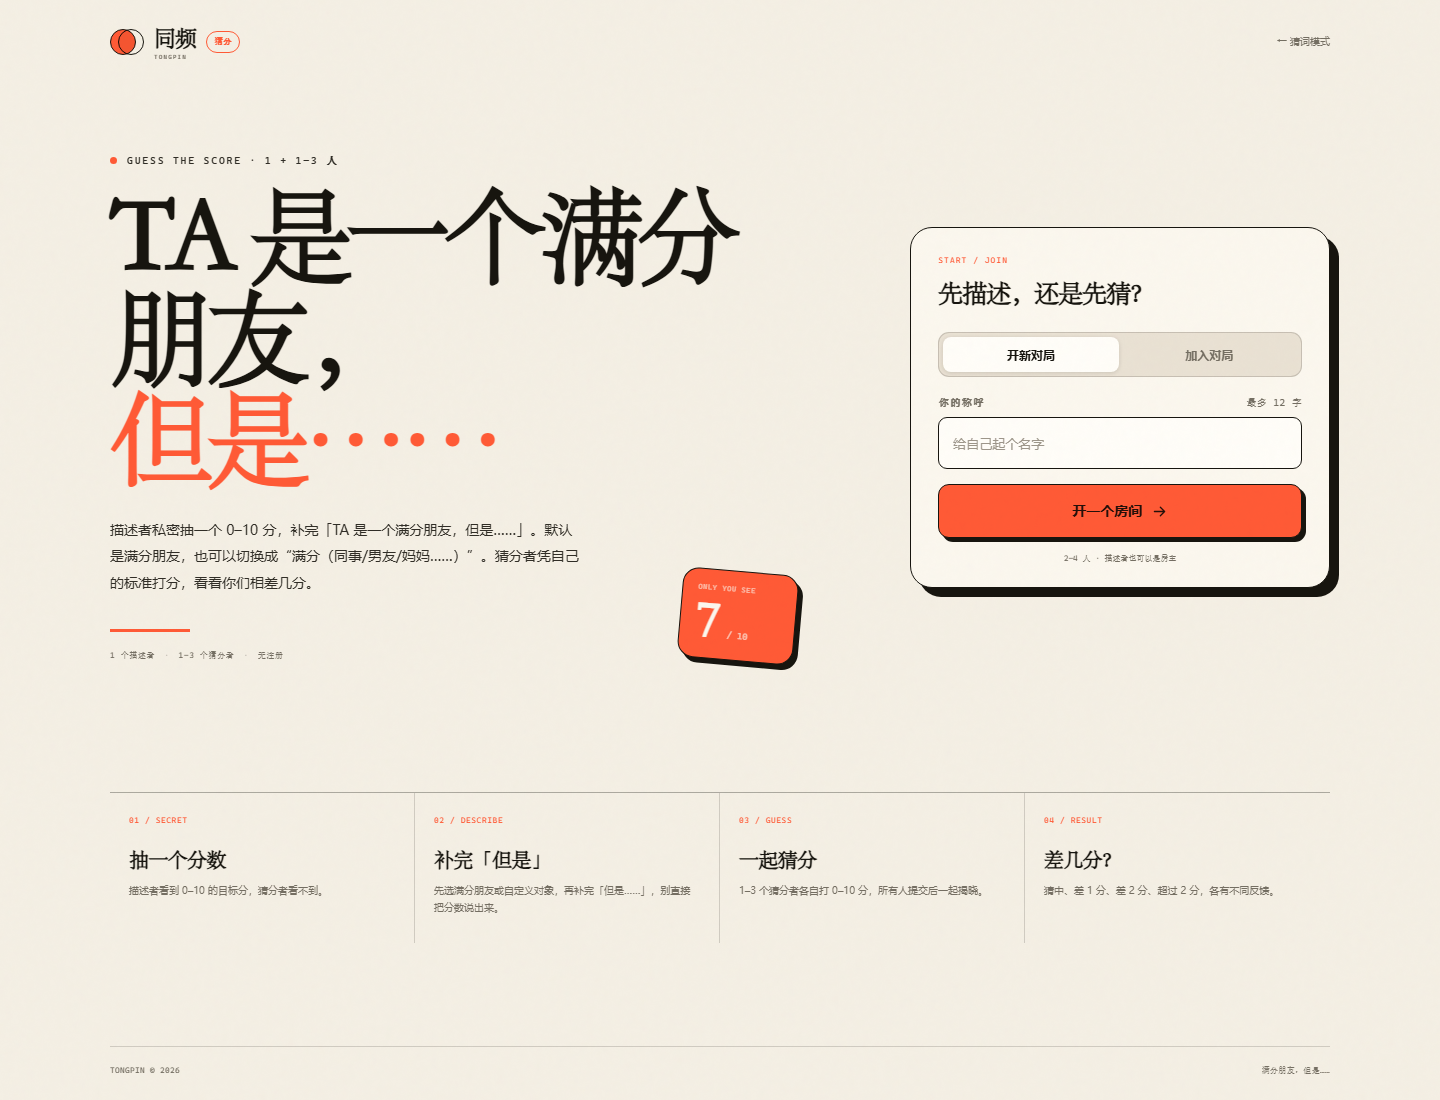 同频 猜分
TONGPIN
← 猜词模式
GUESS THE SCORE · 1 + 1–3 人
TA 是一个满分
朋友，
但是……
描述者私密抽一个 0–10 分，补完「TA 是一个满分朋友，但是……」。默认
是满分朋友，也可以切换成“满分（同事/男友/妈妈……）”。猜分者凭自己
的标准打分，看看你们相差几分。
1 个描述者 · 1–3 个猜分者 · 无注册
ONLY YOU SEE
7 / 10
START / JOIN
先描述，还是先猜？
开新对局 加入对局
你的称呼 最多 12 字
给自己起个名字
开一个房间 →
2–4 人 · 描述者也可以是房主
01 / SECRET
抽一个分数
描述者看到 0–10 的目标分，猜分者看不到。
02 / DESCRIBE
补完「但是」
先选满分朋友或自定义对象，再补完「但是……」，别直接
把分数说出来。
03 / GUESS
一起猜分
1–3 个猜分者各自打 0–10 分，所有人提交后一起揭晓。
04 / RESULT
差几分？
猜中、差 1 分、差 2 分、超过 2 分，各有不同反馈。
TONGPIN © 2026
满分朋友，但是……